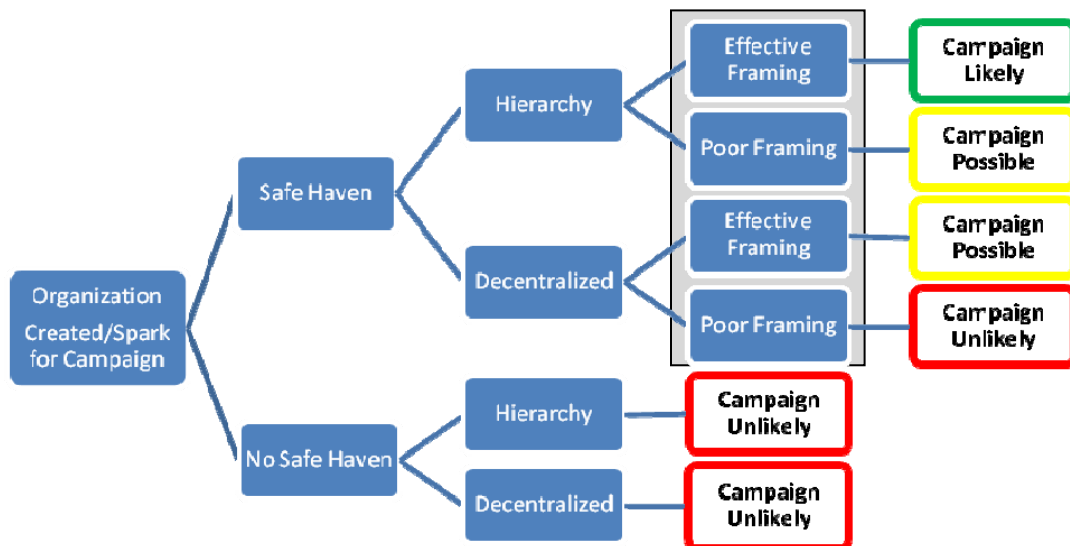 Effective
Framing
Campaign
Likely
Hierarchy
Poor Framing
Campaign
Possible
Safe Haven
Effective
Framing
Campaign
Possible
Decentralized
Poor Framing
Campaign
Unlikely
Organization
Created/Spark
for Campaign
Hierarchy
Campaign
Unlikely
No Safe Haven
Decentralized
Campaign
Unlikely